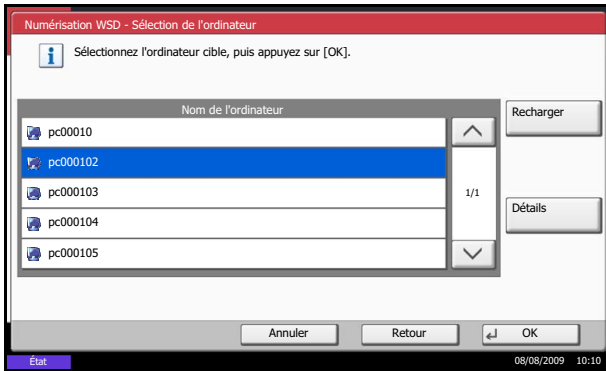 Numérisation WSD - Sélection de l'ordinateur
Sélectionnez l'ordinateur cible, puis appuyez sur [OK].
Nom de l'ordinateur
Recharger
pc00010
pc000102
pc000103
1/1
Détails
pc000104
pc000105
Annuler
Retour
OK
État
08/08/2009 10:10